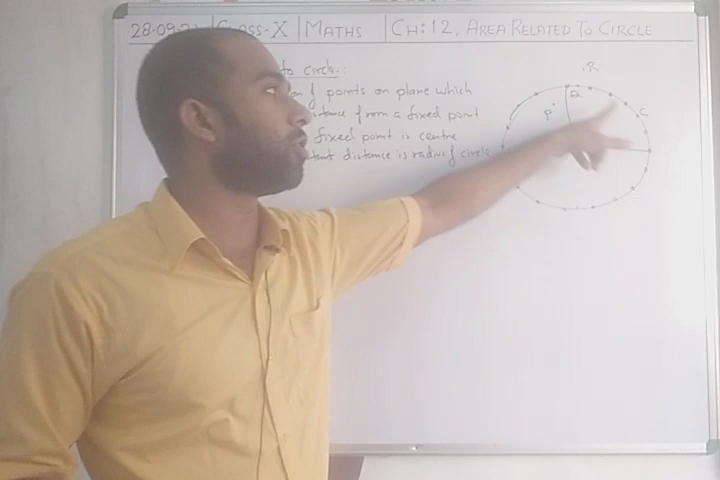 28-09- CLASS-X MATHS CH:12, AREA RELATED TO CIRCLE
to circle.:
of points on plane which
distance from a fixed point
fixed point is centre
distance is radius of circle
.R
Q
P
C